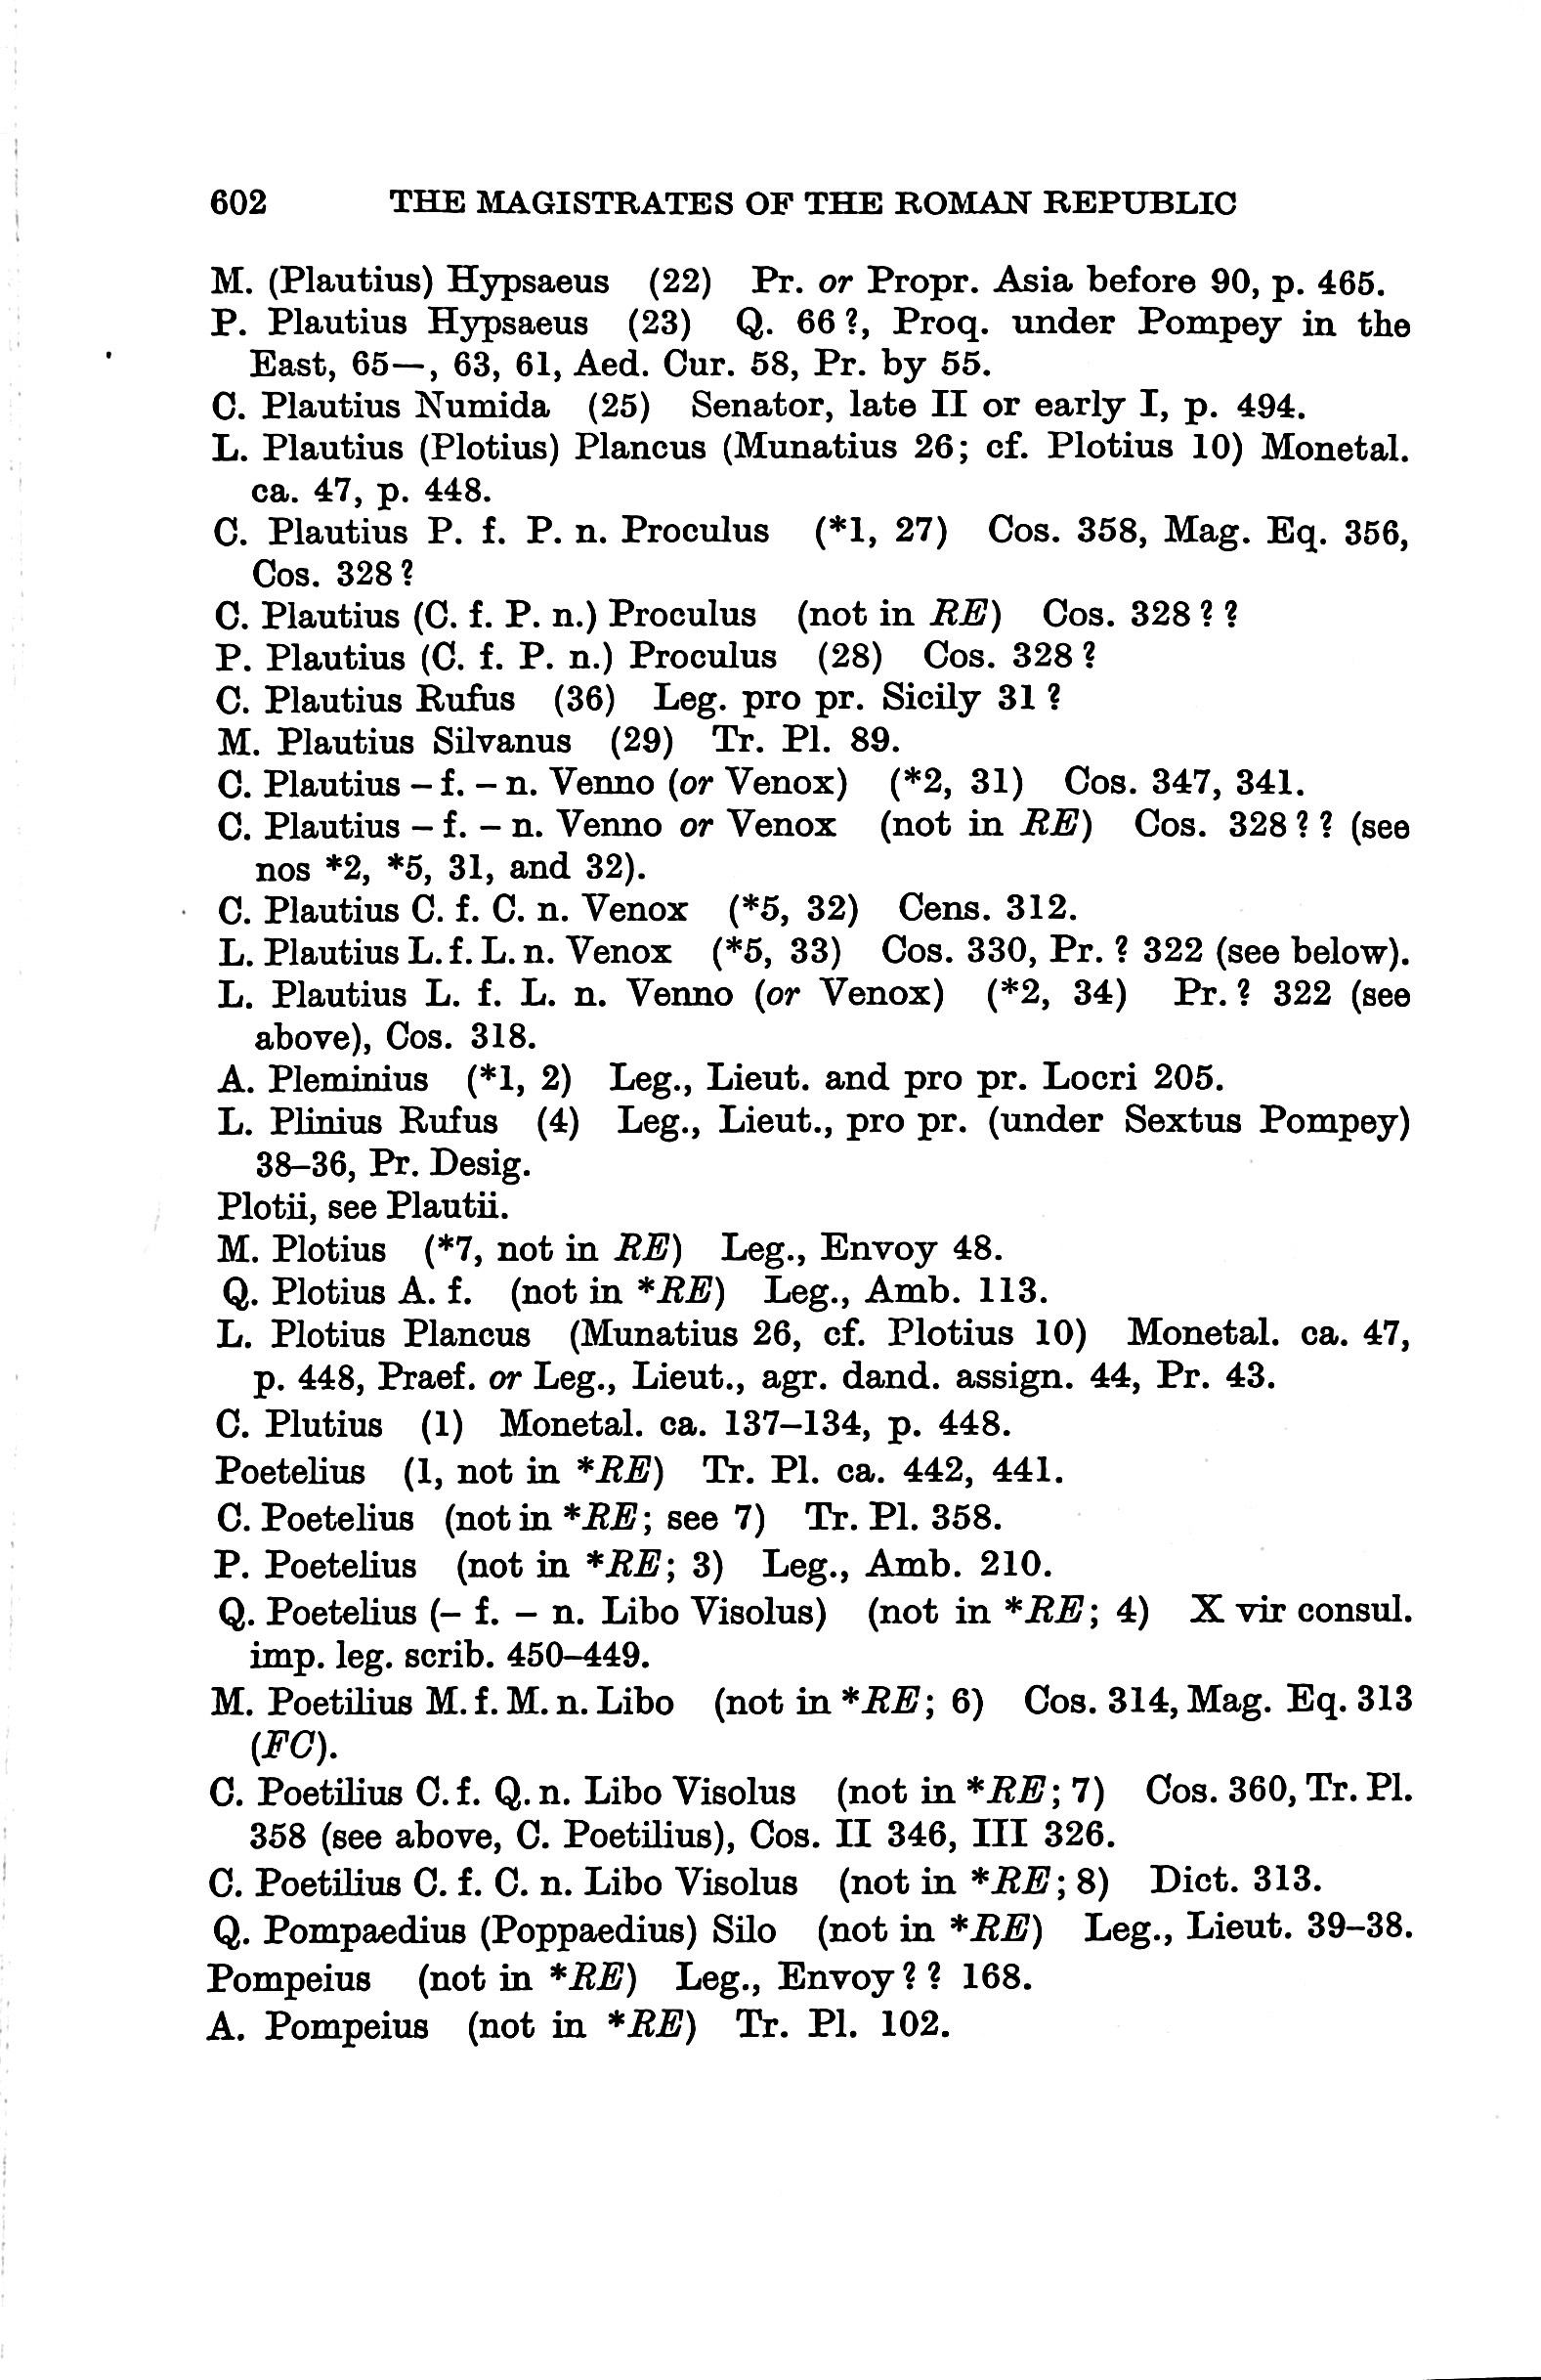 602 THE MAGISTRATES OF THE ROMAN REPUBLIC
M. (Plautius) Hypsaeus (22) Pr. or Propr. Asia before 90, p. 465.
P. Plautius Hypsaeus (23) Q. 66 ?, Proq. under Pompey in the
East, 65—, 63, 61, Aed. Cur. 58, Pr. by 55.
C. Plautius Numida (25) Senator, late II or early I, p. 494.
L. Plautius (Plotius) Plancus (Munatius 26; cf. Plotius 10) Monetal.
ca. 47, p. 448.
C. Plautius P. f. P. n. Proculus (*1, 27) Cos. 358, Mag. Eq. 356,
Cos. 328 ?
C. Plautius (C. f. P. n.) Proculus (not in RE) Cos. 328 ? ?
P. Plautius (C. f. P. n.) Proculus (28) Cos. 328 ?
C. Plautius Rufus (36) Leg. pro pr. Sicily 31 ?
M. Plautius Silvanus (29) Tr. Pl. 89.
C. Plautius – f. – n. Venno (or Venox) (*2, 31) Cos. 347, 341.
C. Plautius – f. – n. Venno or Venox (not in RE) Cos. 328 ? ? (see
nos *2, *5, 31, and 32).
C. Plautius C. f. C. n. Venox (*5, 32) Cens. 312.
L. Plautius L. f. L. n. Venox (*5, 33) Cos. 330, Pr. ? 322 (see below).
L. Plautius L. f. L. n. Venno (or Venox) (*2, 34) Pr. ? 322 (see
above), Cos. 318.
A. Pleminius (*1, 2) Leg., Lieut. and pro pr. Locri 205.
L. Plinius Rufus (4) Leg., Lieut., pro pr. (under Sextus Pompey)
38–36, Pr. Desig.
Plotii, see Plautii.
M. Plotius (*7, not in RE) Leg., Envoy 48.
Q. Plotius A. f. (not in *RE) Leg., Amb. 113.
L. Plotius Plancus (Munatius 26, cf. Plotius 10) Monetal. ca. 47,
p. 448, Praef. or Leg., Lieut., agr. dand. assign. 44, Pr. 43.
C. Plutius (1) Monetal. ca. 137–134, p. 448.
Poetelius (1, not in *RE) Tr. Pl. ca. 442, 441.
C. Poetelius (not in *RE; see 7) Tr. Pl. 358.
P. Poetelius (not in *RE; 3) Leg., Amb. 210.
Q. Poetelius (– f. – n. Libo Visolus) (not in *RE; 4) X vir consul.
imp. leg. scrib. 450–449.
M. Poetilius M. f. M. n. Libo (not in *RE; 6) Cos. 314, Mag. Eq. 313
(FC).
C. Poetilius C. f. Q. n. Libo Visolus (not in *RE; 7) Cos. 360, Tr. Pl.
358 (see above, C. Poetilius), Cos. II 346, III 326.
C. Poetilius C. f. C. n. Libo Visolus (not in *RE; 8) Dict. 313.
Q. Pompaedius (Poppaedius) Silo (not in *RE) Leg., Lieut. 39–38.
Pompeius (not in *RE) Leg., Envoy ? ? 168.
A. Pompeius (not in *RE) Tr. Pl. 102.